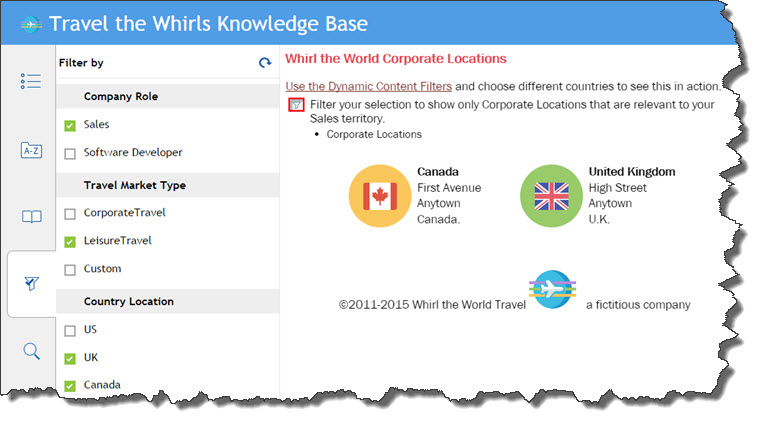 Travel the Whirls Knowledge Base
Filter by
Company Role
Sales
Software Developer
Travel Market Type
CorporateTravel
LeisureTravel
Custom
Country Location
US
UK
Canada
A-Z
Whirl the World Corporate Locations
Use the Dynamic Content Filters and choose different countries to see this in action.
Filter your selection to show only Corporate Locations that are relevant to your
Sales territory.
• Corporate Locations
Canada
First Avenue
Anytown
Canada.
United Kingdom
High Street
Anytown
U.K.
©2011-2015 Whirl the World Travel a fictitious company